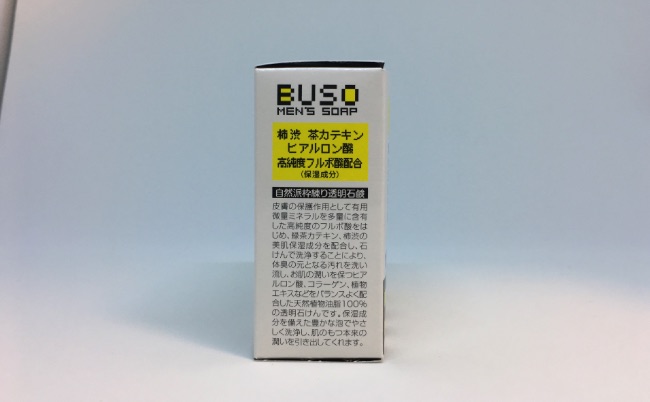 BUSO
MEN'S SOAP
柿渋 茶カテキン
ヒアルロン酸
高純度フルボ酸配合
(保湿成分)
自然派枠練り透明石鹸
皮膚の保護作用として有用
微量ミネラルを多量に含有
した高純度のフルボ酸をは
じめ、緑茶カテキン、柿渋の
美肌保湿成分を配合し、石
けんで洗浄することにより、
体臭の元となる汚れを洗い
流し、お肌の潤いを保つヒア
ルロン酸、コラーゲン、植物
エキスなどをバランスよく配
合した天然植物油脂100%
の透明石けんです。保湿成
分を備えた豊かな泡でやさ
しく洗浄し、肌のもつ本来の
潤いを引き出してくれます。